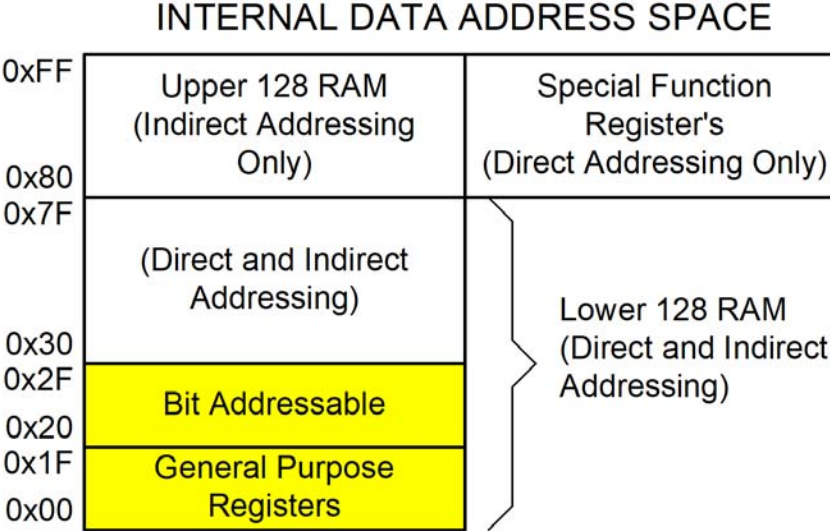 INTERNAL DATA ADDRESS SPACE
0xFF
Upper 128 RAM
(Indirect Addressing
Only)
0x80
Special Function
Register's
(Direct Addressing Only)
0x7F
(Direct and Indirect
Addressing)
0x30
0x2F
Bit Addressable
0x20
0x1F
General Purpose
Registers
0x00
Lower 128 RAM
(Direct and Indirect
Addressing)